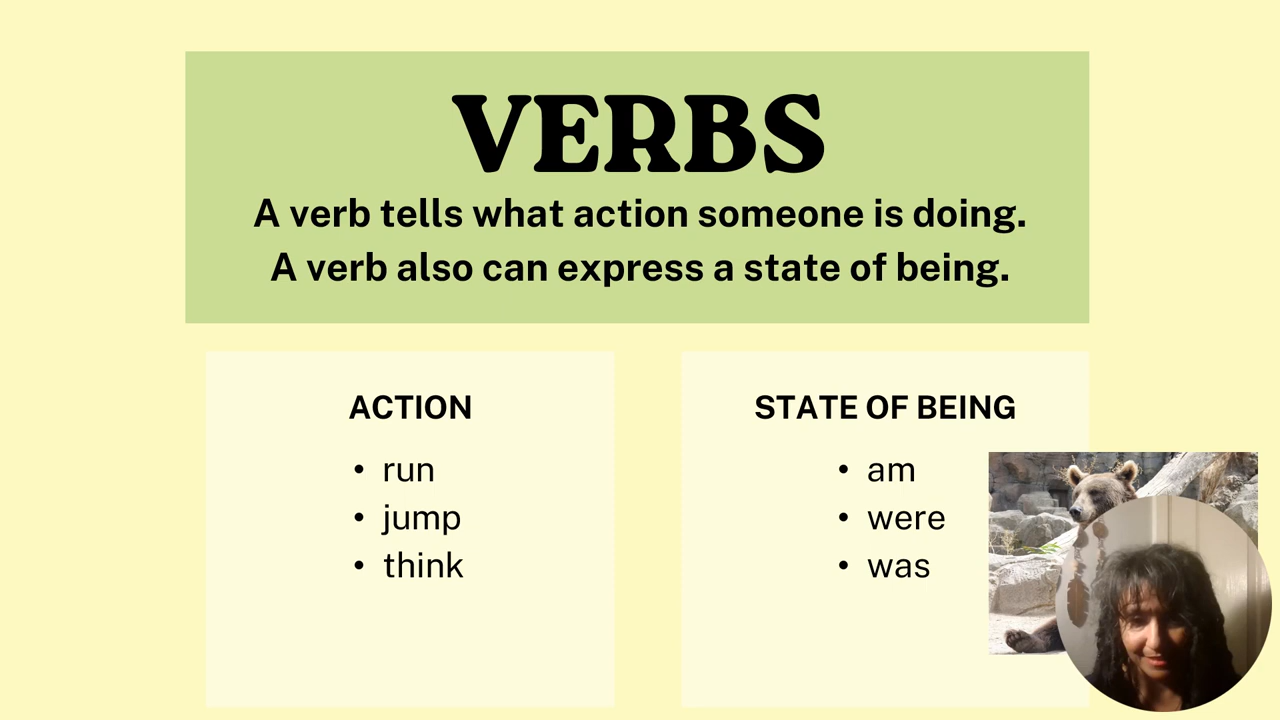 VERBS
A verb tells what action someone is doing.
A verb also can express a state of being.
ACTION
• run
• jump
• think
STATE OF BEING
• am
• were
• was